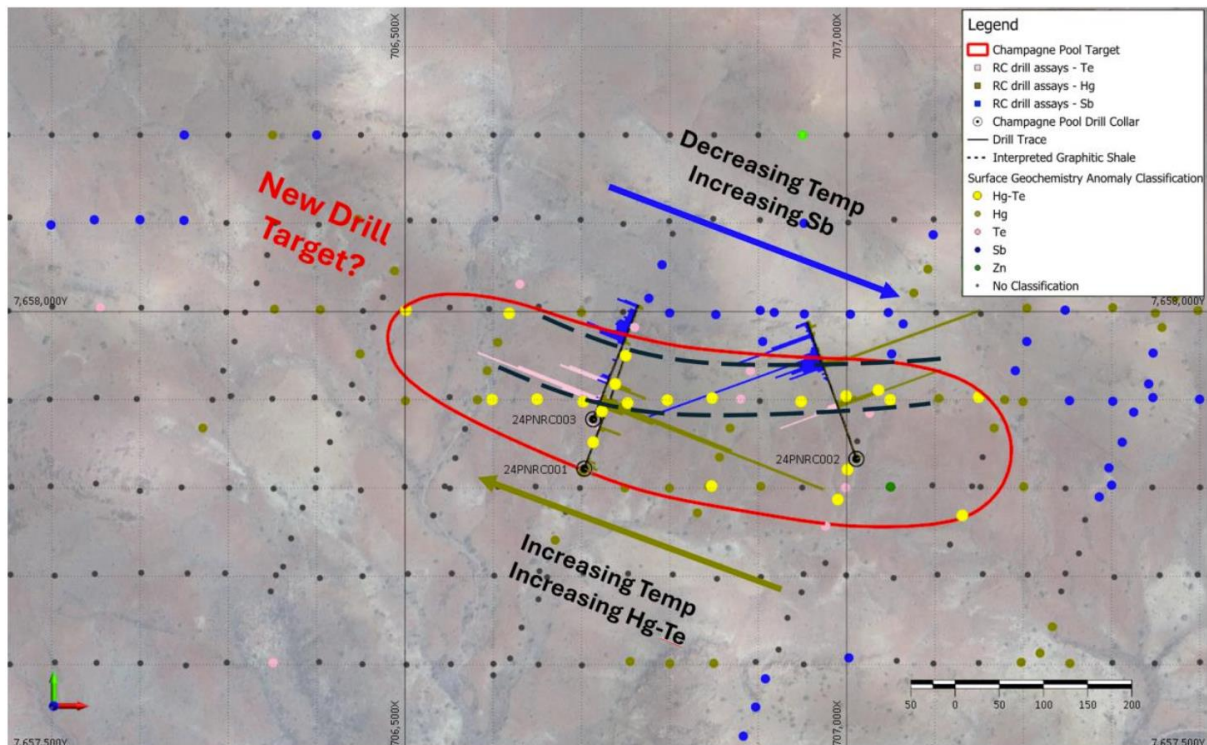 706,500X
707,000X
Legend
Champagne Pool Target
RC drill assays - Te
RC drill assays - Hg
RC drill assays - Sb
Champagne Pool Drill Collar
Drill Trace
Interpreted Graphitic Shale
Surface Geochemistry Anomaly Classification
Hg-Te
Hg
Te
Sb
Zn
No Classification
Decreasing Temp
Increasing Sb
New Drill
Target?
7,658,000Y
7,658,000Y
24PNRC003
24PNRC001
24PNRC002
Increasing Temp
Increasing Hg-Te
50 0 50 100 150 200
706,500X
707,000X
7,657,500Y
7,657,500Y